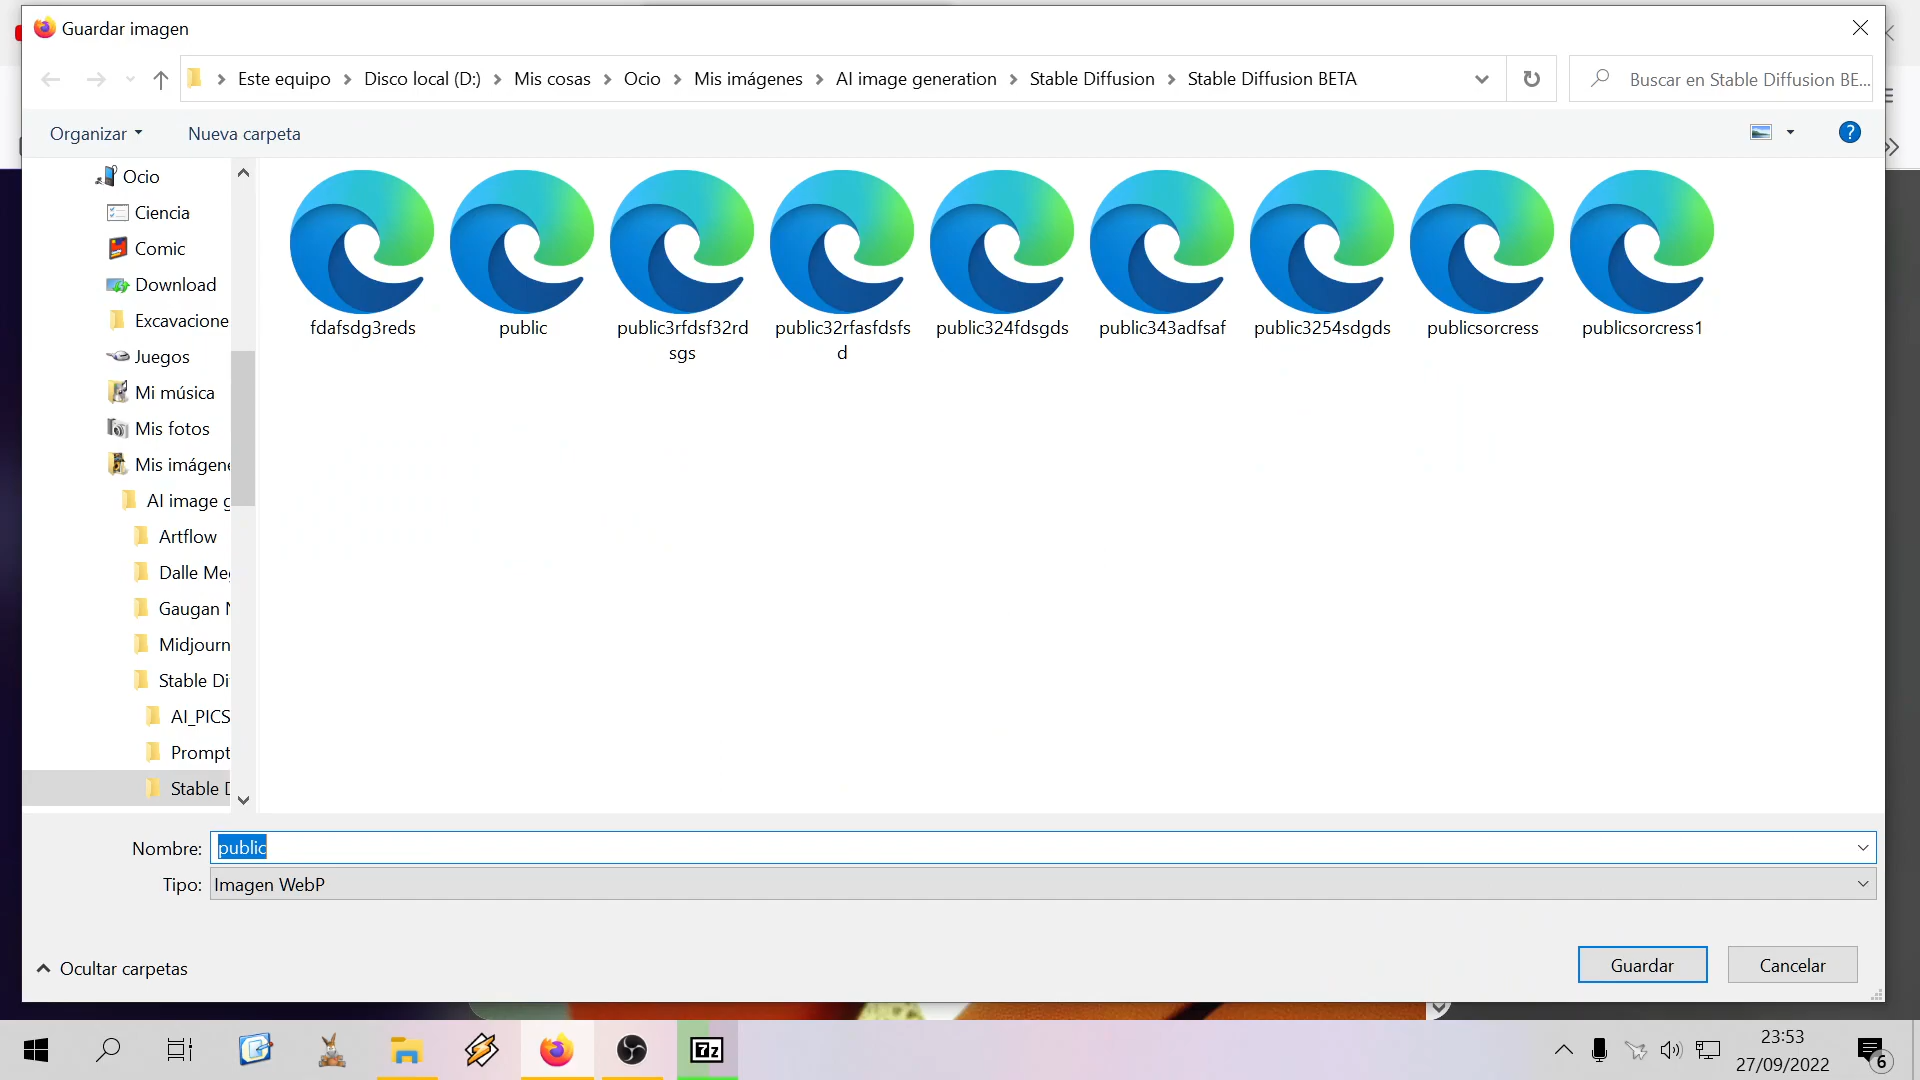 Guardar imagen
Este equipo
Disco local (D:)
Mis cosas
Ocio
Mis imágenes
AI image generation
Stable Diffusion
Stable Diffusion BETA
Buscar en Stable Diffusion BE...
Organizar
Nueva carpeta
?
Ocio
Ciencia
Comic
Download
Excavacione
Juegos
Mi música
Mis fotos
Mis imágene
AI image g
Artflow
Dalle Meg
Gaugan N
Midjourn
Stable Di
AI_PICS
Prompt
Stable D
fdafsdg3reds
public
public3rfdsf32rd
sgs
public32rfasfdsfs
d
public324fdsgds
public343adfsaf
public3254sdgds
publicsorcress
publicsorcress1
Nombre: public
Tipo: Imagen WebP
Ocultar carpetas
Guardar
Cancelar
7z
23:53
27/09/2022
6